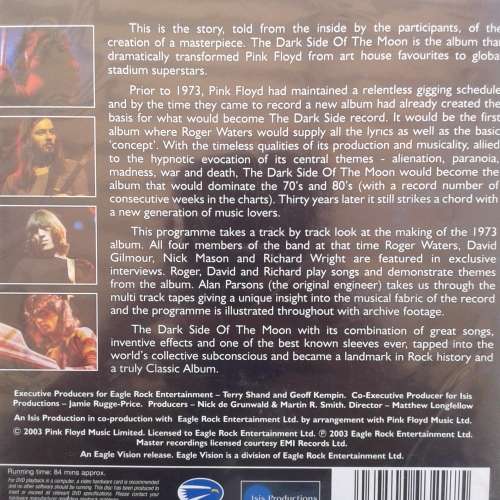 This is the story, told from the inside by the participants, of the
creation of a masterpiece. The Dark Side Of The Moon is the album that
dramatically transformed Pink Floyd from art house favourites to global
stadium superstars.
Prior to 1973, Pink Floyd had maintained a relentless gigging schedule
and by the time they came to record a new album had already created the
basis for what would become The Dark Side record. It would be the first
album where Roger Waters would supply all the lyrics as well as the basic
'concept'. With the timeless qualities of its production and musicality, allied
to the hypnotic evocation of its central themes - alienation, paranoia,
madness, war and death, The Dark Side Of The Moon would become the
album that would dominate the 70's and 80's (with a record number of
consecutive weeks in the charts). Thirty years later it still strikes a chord with
a new generation of music lovers.
This programme takes a track by track look at the making of the 1973
album. All four members of the band at that time Roger Waters, David
Gilmour, Nick Mason and Richard Wright are featured in exclusive
interviews. Roger, David and Richard play songs and demonstrate themes
from the album. Alan Parsons (the original engineer) takes us through the
multi track tapes giving a unique insight into the musical fabric of the record
and the programme is illustrated throughout with archive footage.
The Dark Side Of The Moon with its combination of great songs,
inventive effects and one of the best known sleeves ever, tapped into the
world's collective subconscious and became a landmark in Rock history and
a truly Classic Album.
Executive Producers for Eagle Rock Entertainment – Terry Shand and Geoff Kempin. Co-Executive Producer for Isis
Productions – Jamie Rugge-Price. Producers – Nick de Grunwald & Martin R. Smith. Director – Matthew Longfellow
An Isis Production in co-production with Eagle Rock Entertainment Ltd. by arrangement with Pink Floyd Music Ltd.
© 2003 Pink Floyd Music Limited. Licensed to Eagle Rock Entertainment Ltd. ℗ 2003 Eagle Rock Entertainment Ltd.
Master recordings licensed courtesy EMI Records Ltd.
An Eagle Vision release. Eagle Vision is a division of Eagle Rock Entertainment Ltd.
Running time: 84 mins approx.
For DVD playback in a computer, a video hardware card is recommended
Isis Productions